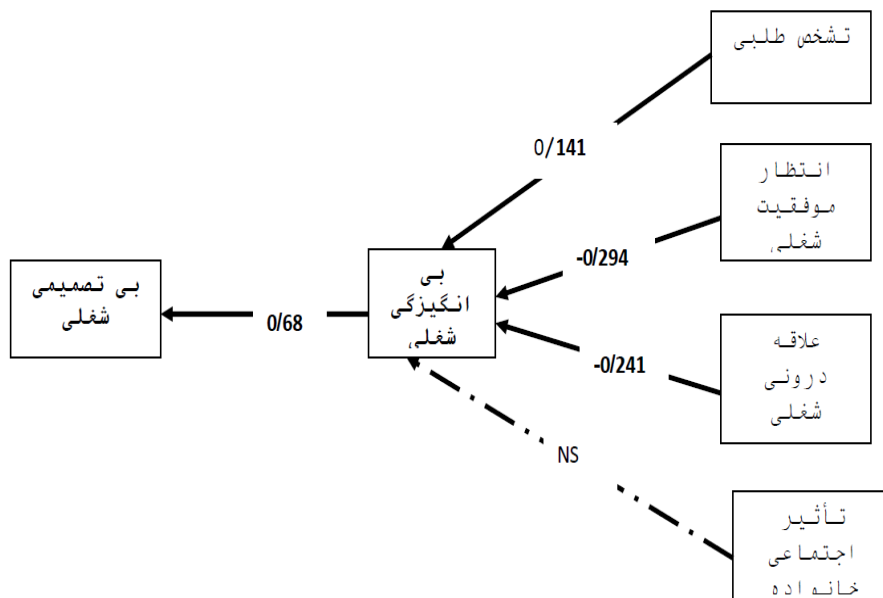 تشخص طلبی
0/141
انتظار
موفقیت
شغلی
-0/294
بی
انگیزگی
شغلی
بی تصمیمی
شغلی
0/68
علاقه
درونی
شغلی
-0/241
NS
تأثیر
اجتماعی
خانواده